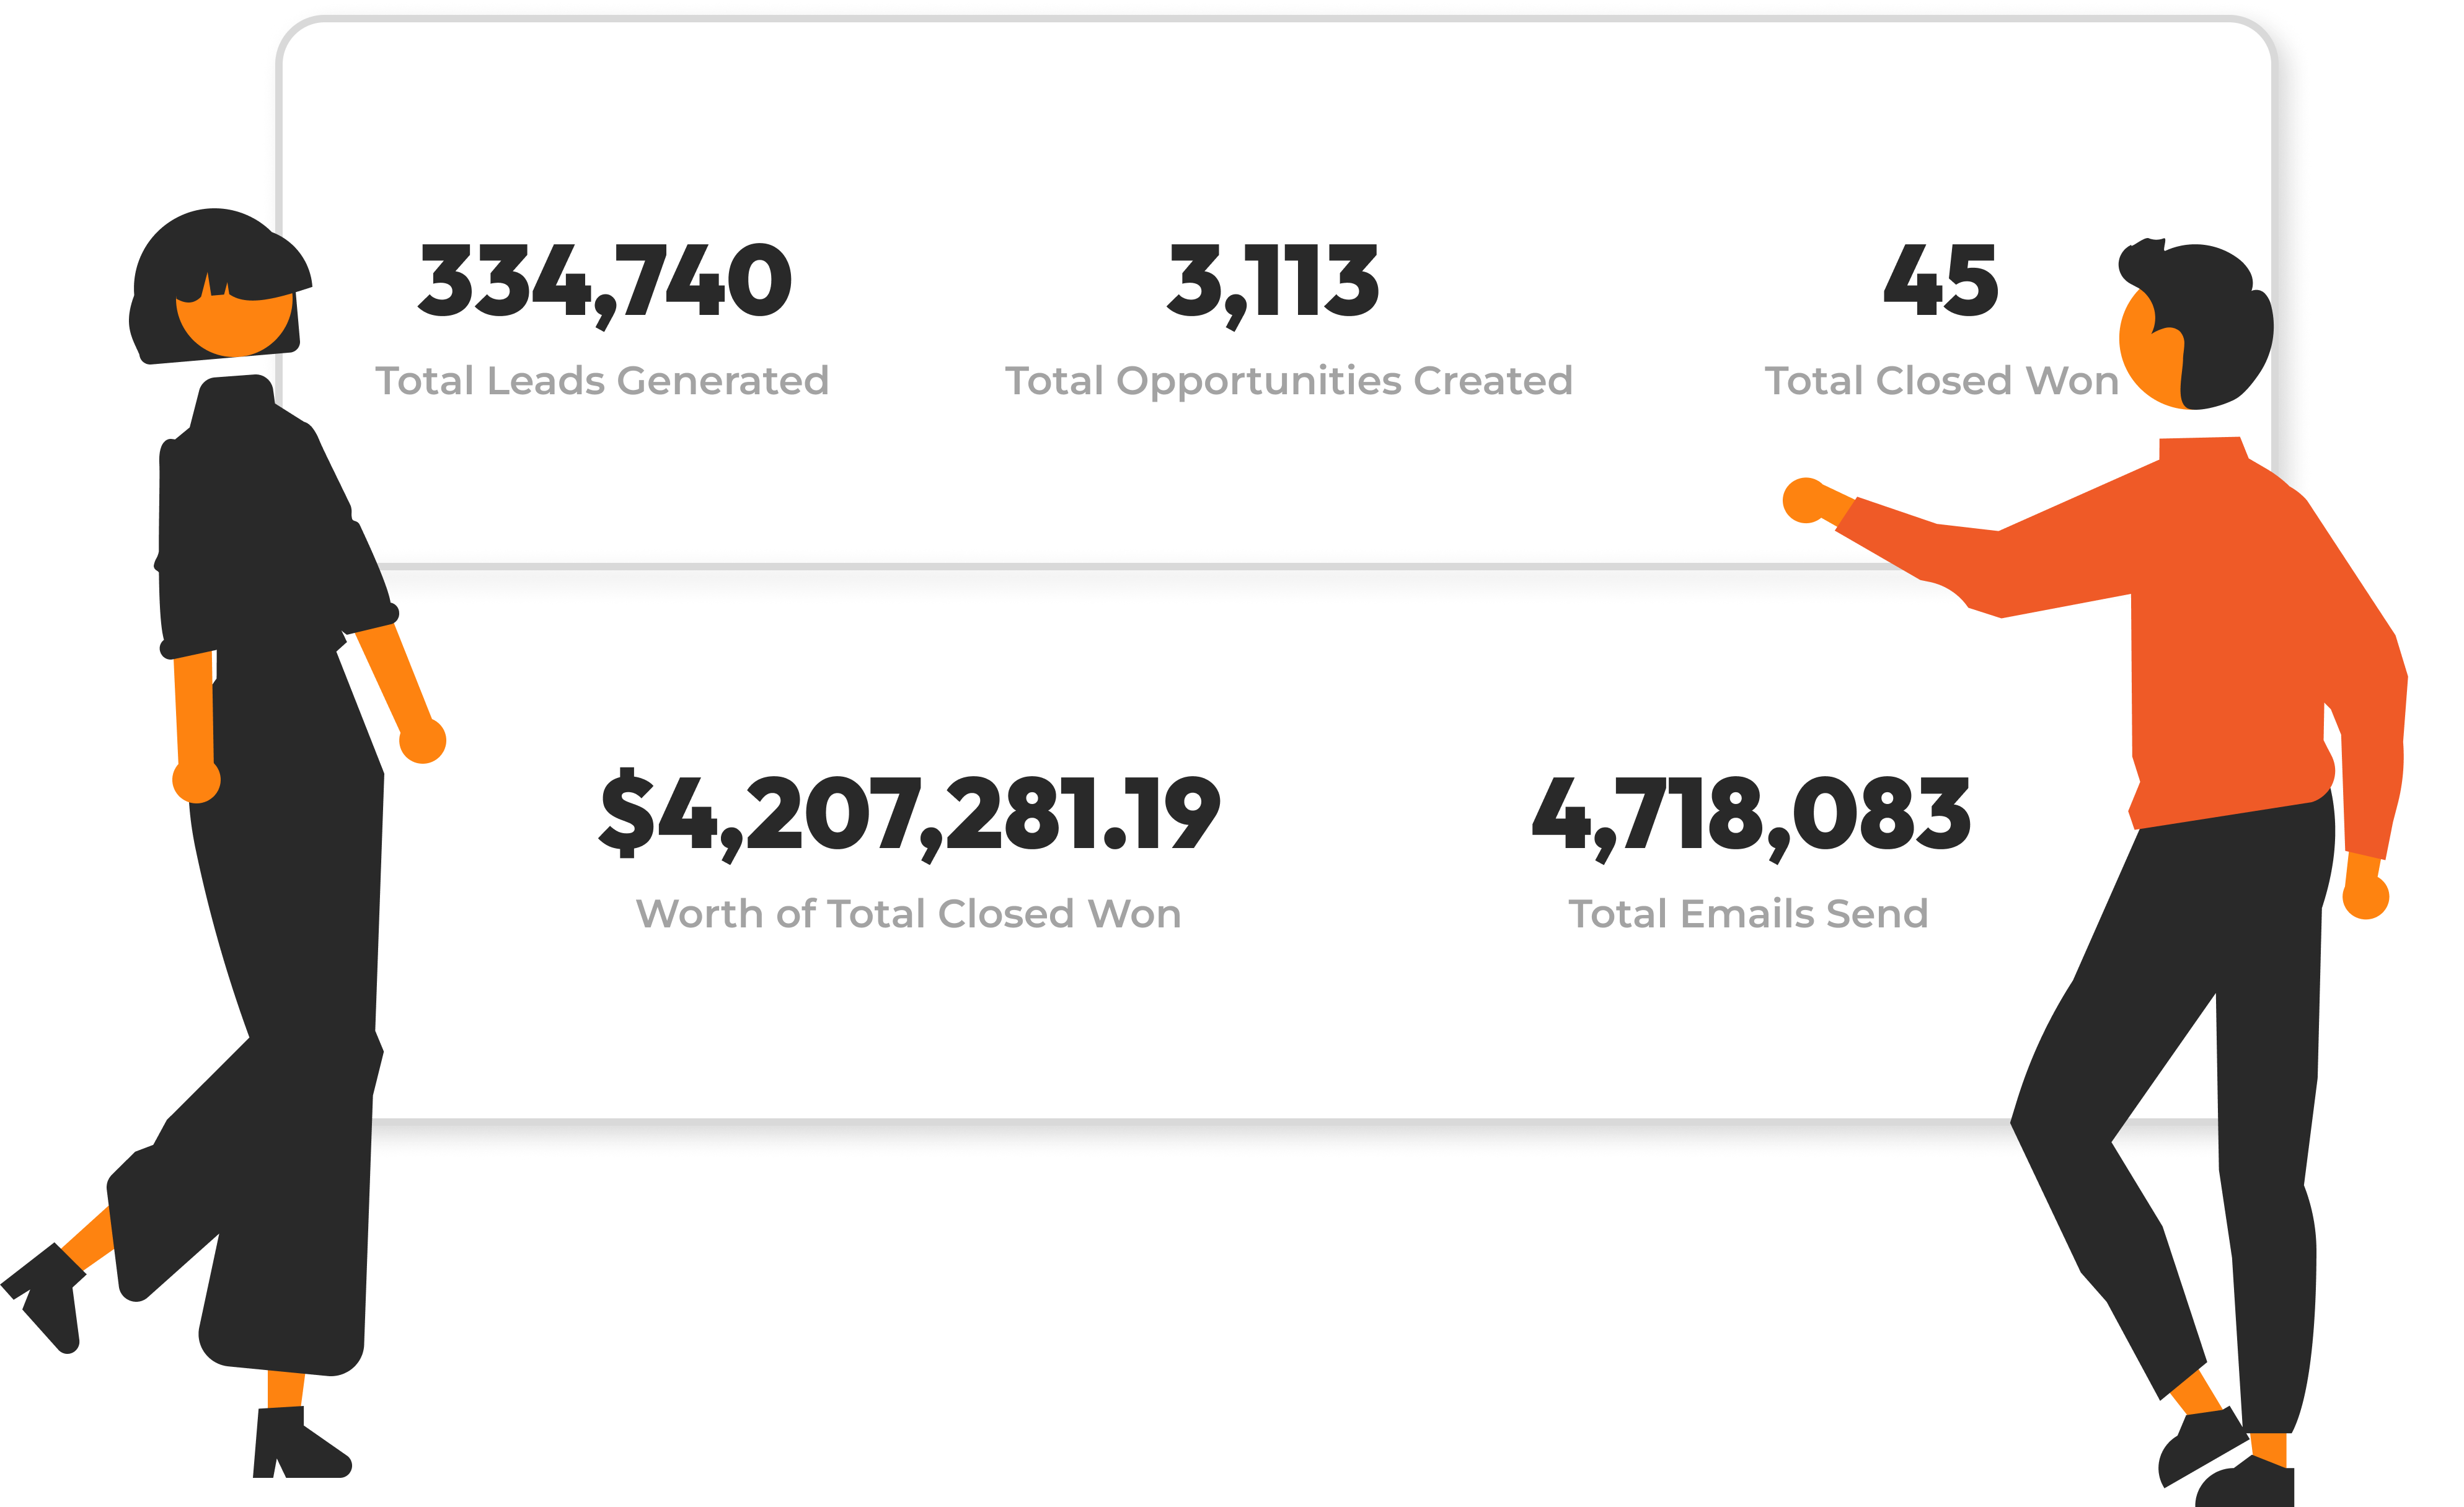 334,740
Total Leads Generated
3,113
Total Opportunities Created
45
Total Closed Won
$4,207,281.19
Worth of Total Closed Won
4,718,083
Total Emails Send